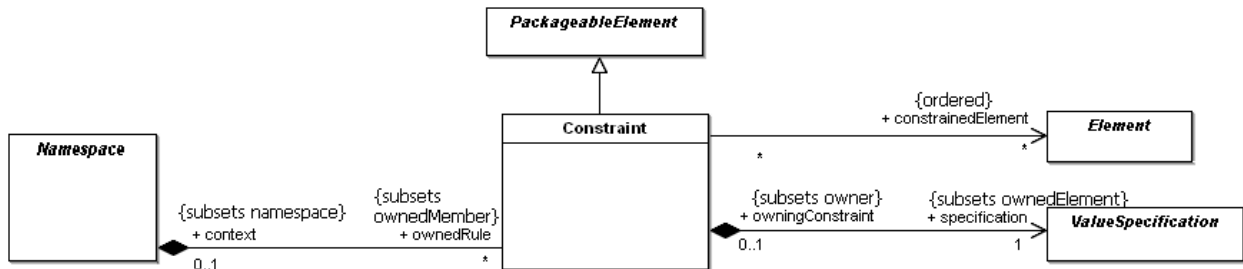 PackageableElement
Constraint
{ordered}
+ constrainedElement
*
*
Element
Namespace
{subsets namespace}
+ context
0..1
{subsets
ownedMember}
+ ownedRule
*
{subsets owner}
+ owningConstraint
0..1
{subsets ownedElement}
+ specification
1
ValueSpecification